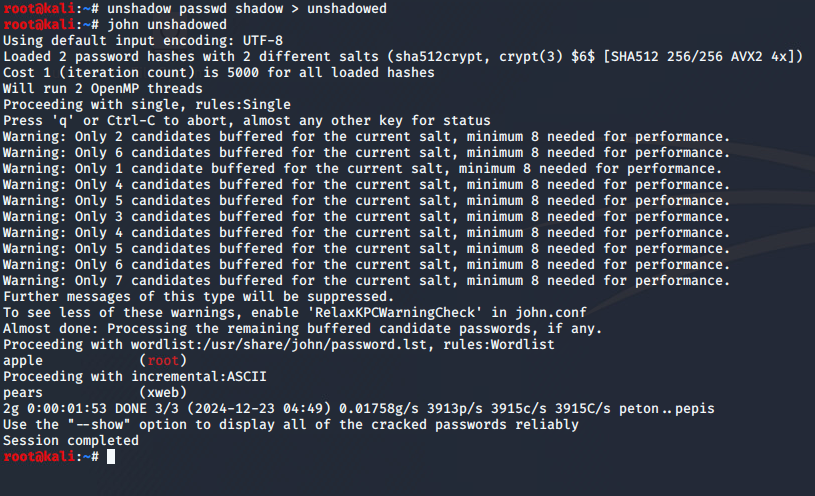 root@kali:~# unshadow passwd shadow > unshadowed
root@kali:~# john unshadowed
Using default input encoding: UTF-8
Loaded 2 password hashes with 2 different salts (sha512crypt, crypt(3) $6$ [SHA512 256/256 AVX2 4x])
Cost 1 (iteration count) is 5000 for all loaded hashes
Will run 2 OpenMP threads
Proceeding with single, rules:Single
Press 'q' or Ctrl-C to abort, almost any other key for status
Warning: Only 2 candidates buffered for the current salt, minimum 8 needed for performance.
Warning: Only 6 candidates buffered for the current salt, minimum 8 needed for performance.
Warning: Only 1 candidate buffered for the current salt, minimum 8 needed for performance.
Warning: Only 4 candidates buffered for the current salt, minimum 8 needed for performance.
Warning: Only 5 candidates buffered for the current salt, minimum 8 needed for performance.
Warning: Only 3 candidates buffered for the current salt, minimum 8 needed for performance.
Warning: Only 4 candidates buffered for the current salt, minimum 8 needed for performance.
Warning: Only 5 candidates buffered for the current salt, minimum 8 needed for performance.
Warning: Only 6 candidates buffered for the current salt, minimum 8 needed for performance.
Warning: Only 7 candidates buffered for the current salt, minimum 8 needed for performance.
Further messages of this type will be suppressed.
To see less of these warnings, enable 'RelaxKPCWarningCheck' in john.conf
Almost done: Processing the remaining buffered candidate passwords, if any.
Proceeding with wordlist:/usr/share/john/password.lst, rules:Wordlist
apple            (root)
Proceeding with incremental:ASCII
pears            (xweb)
2g 0:00:01:53 DONE 3/3 (2024-12-23 04:49) 0.01758g/s 3913p/s 3915c/s 3915C/s peton..pepis
Use the "--show" option to display all of the cracked passwords reliably
Session completed
root@kali:~#